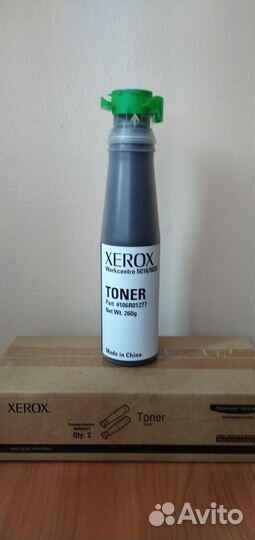 XEROX
Workcentre 5016/5020
TONER
Part #106R01277
Net Wt. 260g
Made in China
XEROX.
Toner
Qty: 2
Avito